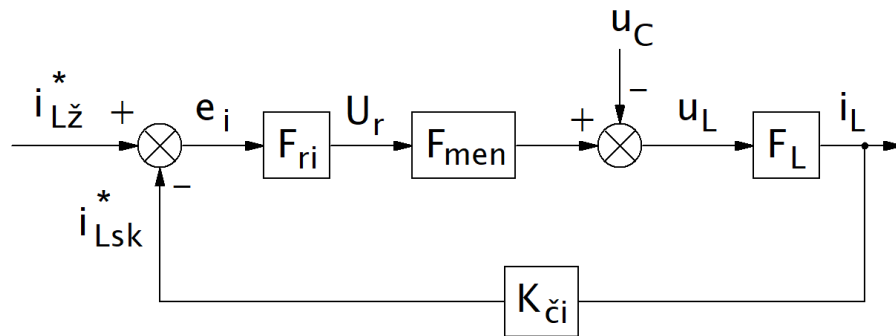 u_C
i*_Lž + e_i U_r + − u_L i_L
F_ri F_men F_L
−
i*_Lsk
K_či